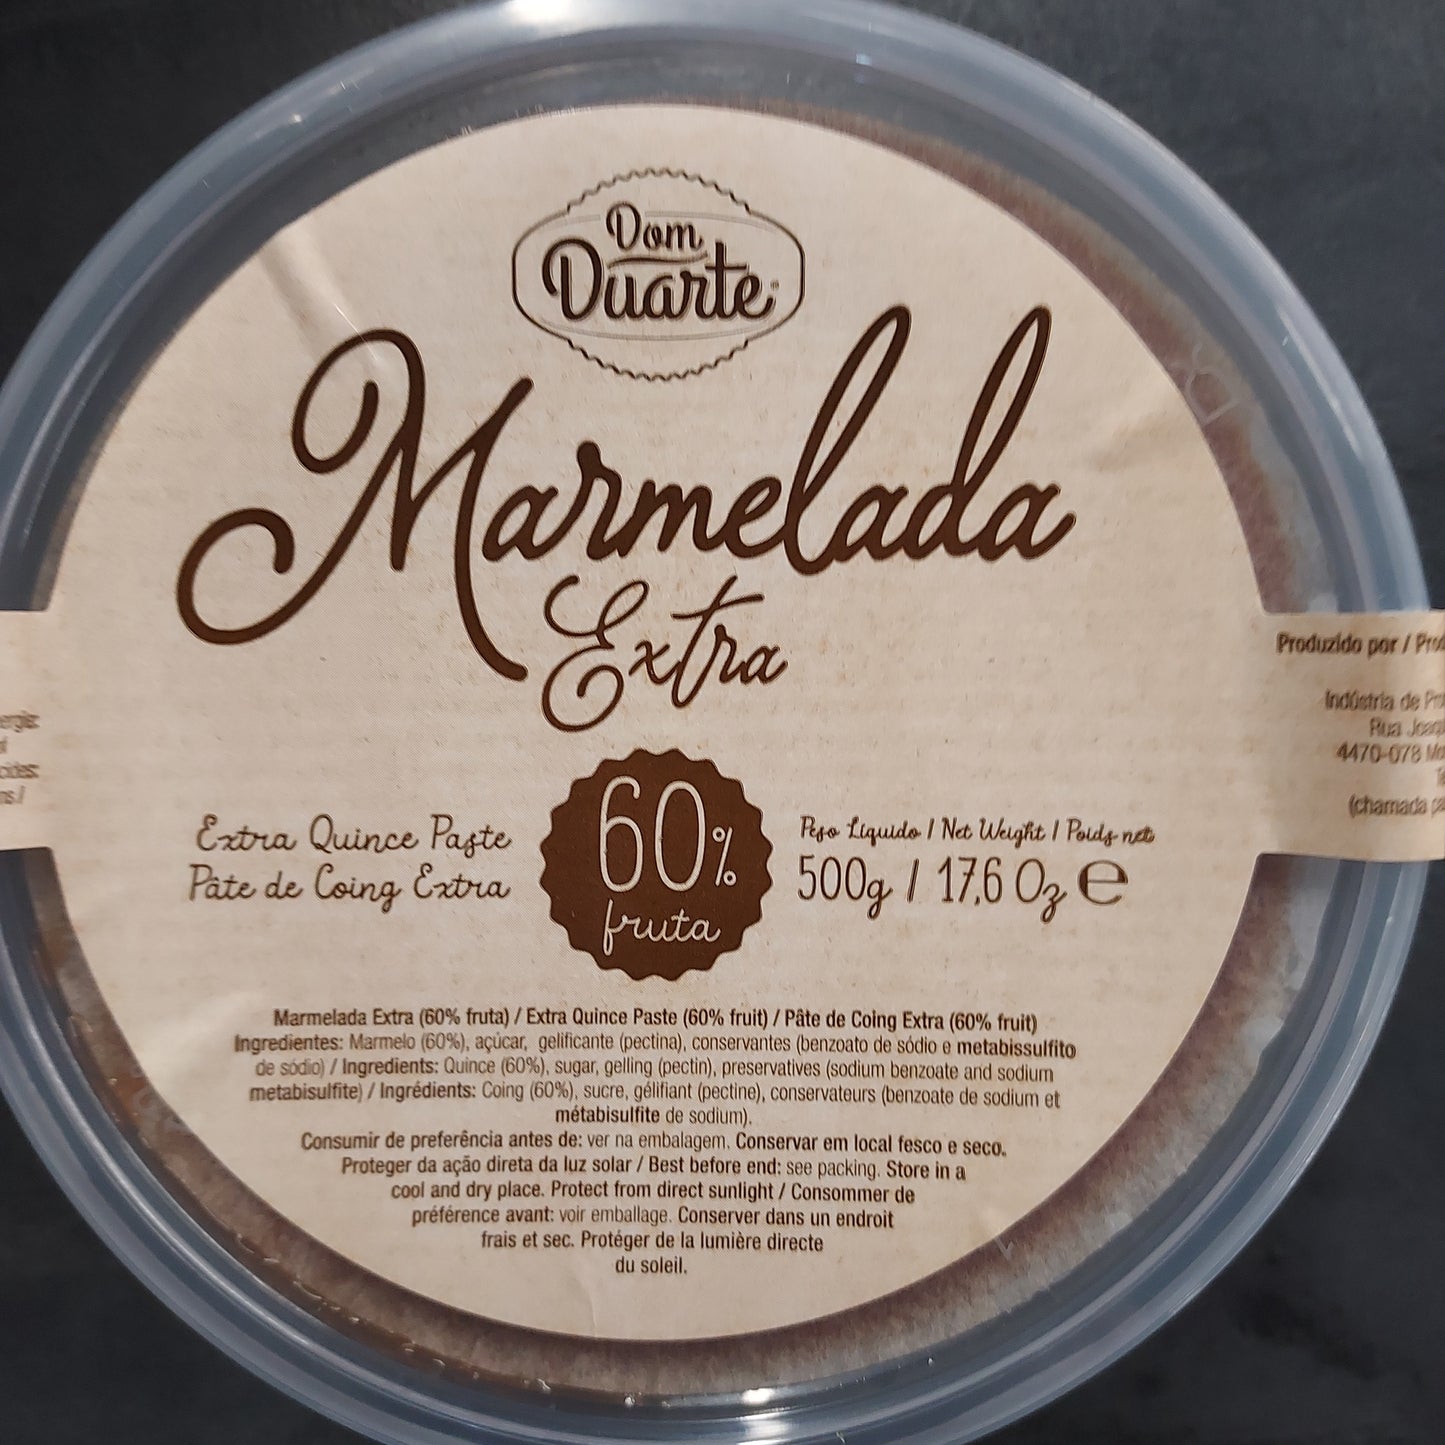 Dom
Duarte
Marmelada
Extra
Extra Quince Paste
Pâte de Coing Extra
60%
fruta
Peso Líquido / Net Weight / Poids net
500g / 17,6 Oz e
Marmelada Extra (60% fruta) / Extra Quince Paste (60% fruit) / Pâte de Coing Extra (60% fruit)
Ingredientes: Marmelo (60%), açúcar, gelificante (pectina), conservantes (benzoato de sódio e metabissulfito
de sódio) / Ingredients: Quince (60%), sugar, gelling (pectin), preservatives (sodium benzoate and sodium
metabisulfite) / Ingrédients: Coing (60%), sucre, gélifiant (pectine), conservateurs (benzoate de sodium et
métabisulfite de sodium).
Consumir de preferência antes de: ver na embalagem. Conservar em local fesco e seco.
Proteger da ação direta da luz solar / Best before end: see packing. Store in a
cool and dry place. Protect from direct sunlight / Consommer de
préférence avant: voir emballage. Conserver dans un endroit
frais et sec. Protéger de la lumière directe
du soleil.
Produzido por /
Indústria de
Rua
4470-078
(chamada